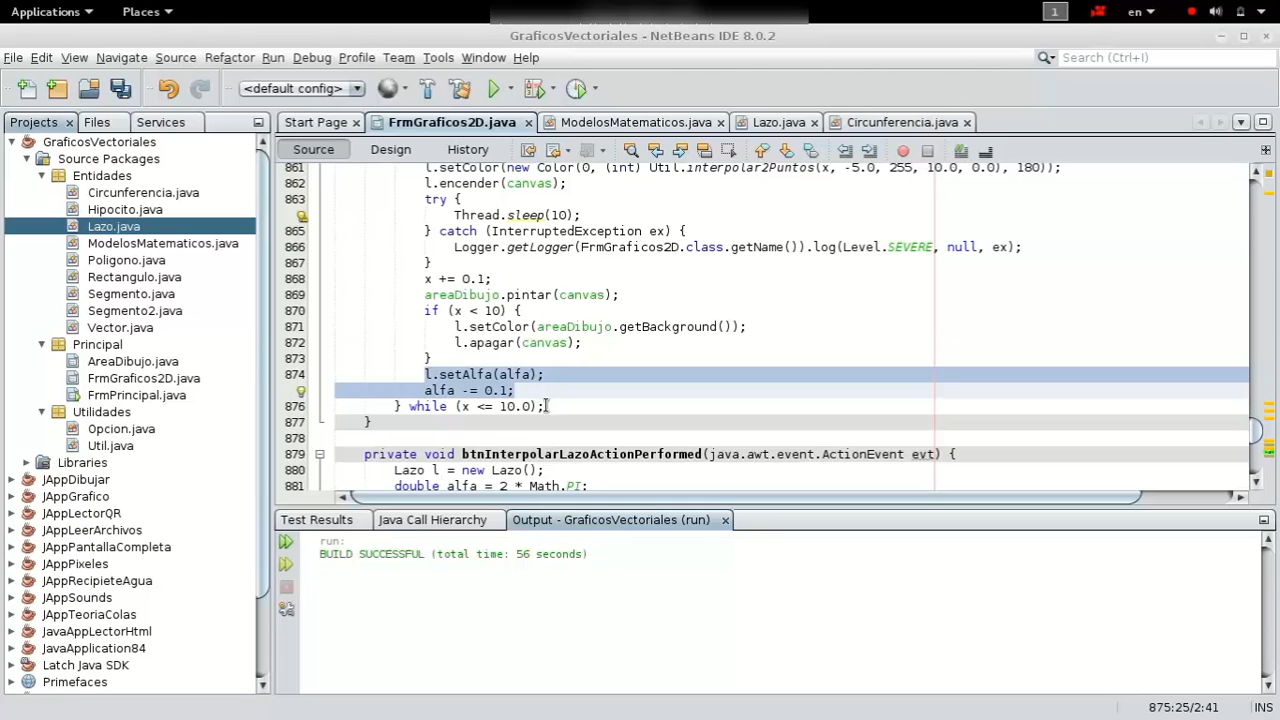 Applications
Places
1
en
GraficosVectoriales - NetBeans IDE 8.0.2
File Edit View Navigate Source Refactor Run Debug Profile Team Tools Window Help
Search (Ctrl+I)
<default config>
Projects Files Services
Start Page FrmGraficos2D.java ModelosMatematicos.java Lazo.java Circunferencia.java
Source Design History
GraficosVectoriales
Source Packages
Entidades
Circunferencia.java
Hipocito.java
Lazo.java
ModelosMatematicos.java
Poligono.java
Rectangulo.java
Segmento.java
Segmento2.java
Vector.java
Principal
AreaDibujo.java
FrmGraficos2D.java
FrmPrincipal.java
Utilidades
Opcion.java
Util.java
Libraries
JAppDibujar
JAppGrafico
JAppLectorQR
JAppLeerArchivos
JAppPantallaCompleta
JAppPixeles
JAppRecipieteAgua
JAppSounds
JAppTeoriaColas
JavaAppLectorHtml
JavaApplication84
Latch Java SDK
Primefaces
861 l.setColor(new Color(0, (int) Util.interpolar2Puntos(x, -5.0, 255, 10.0, 0.0), 180));
862 l.encender(canvas);
863 try {
Thread.sleep(10);
865 } catch (InterruptedException ex) {
866 Logger.getLogger(FrmGraficos2D.class.getName()).log(Level.SEVERE, null, ex);
867 }
868 x += 0.1;
869 areaDibujo.pintar(canvas);
870 if (x < 10) {
871 l.setColor(areaDibujo.getBackground());
872 l.apagar(canvas);
873 }
874 l.setAlfa(alfa);
alfa -= 0.1;
876 } while (x <= 10.0);
877 }
878
879 private void btnInterpolarLazoActionPerformed(java.awt.event.ActionEvent evt) {
880 Lazo l = new Lazo();
881 double alfa = 2 * Math.PI;
Test Results Java Call Hierarchy Output - GraficosVectoriales (run)
run:
BUILD SUCCESSFUL (total time: 56 seconds)
875:25/2:41 INS